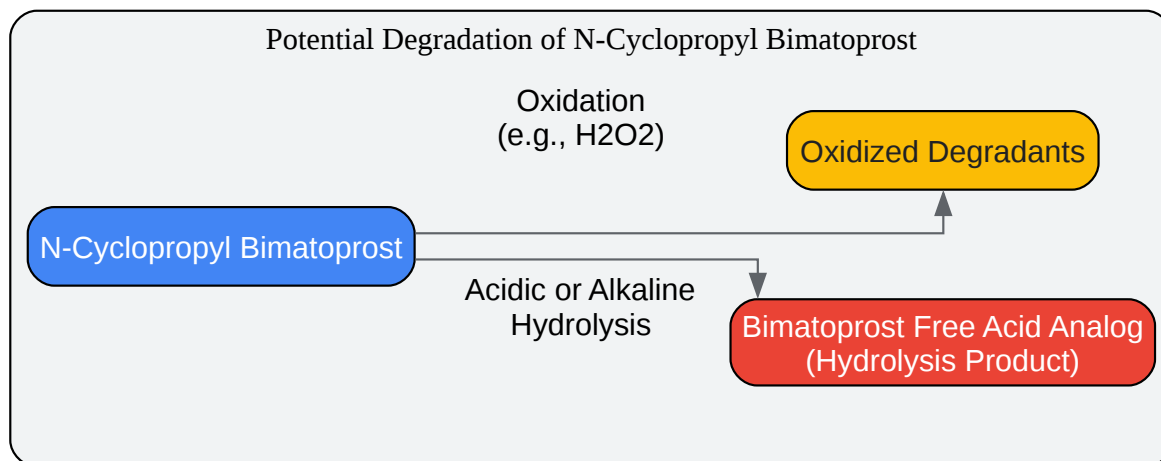 Potential Degradation of N-Cyclopropyl Bimatoprost
Oxidation
(e.g., H2O2)
Oxidized Degradants
N-Cyclopropyl Bimatoprost
Acidic or Alkaline
Hydrolysis
Bimatoprost Free Acid Analog
(Hydrolysis Product)